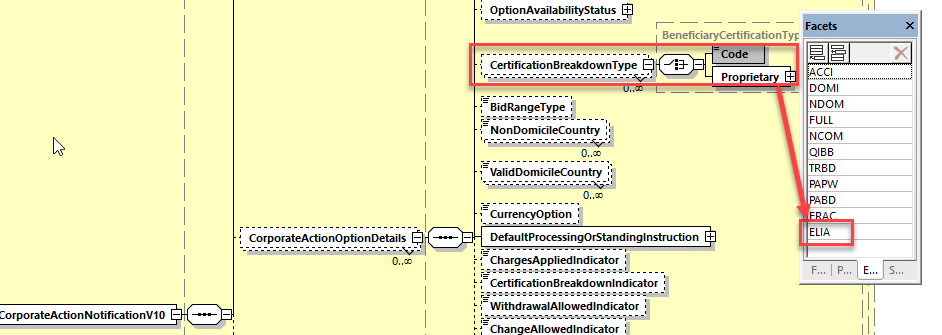 OptionAvailabilityStatus
BeneficiaryCertificationTyp
CertificationBreakdownType
Code
Proprietary
0..∞
BidRangeType
NonDomicileCountry
0..∞
ValidDomicileCountry
0..∞
CurrencyOption
CorporateActionOptionDetails
0..∞
DefaultProcessingOrStandingInstruction
ChargesAppliedIndicator
CertificationBreakdownIndicator
WithdrawalAllowedIndicator
ChangeAllowedIndicator
CorporateActionNotificationV10
Facets
ACCI
DOMI
NDOM
FULL
NCOM
QIBB
TRBD
PAPW
PABD
FRAC
ELIA
F... P... E... S...